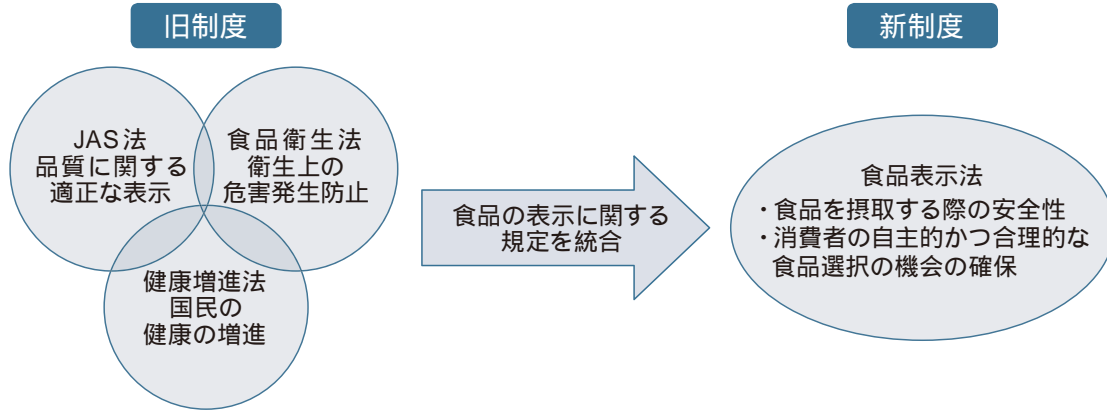 旧制度
新制度
JAS法
品質に関する
適正な表示
食品衛生法
衛生上の
危害発生防止
健康増進法
国民の
健康の増進
食品の表示に関する
規定を統合
食品表示法
・食品を摂取する際の安全性
・消費者の自主的かつ合理的な
食品選択の機会の確保